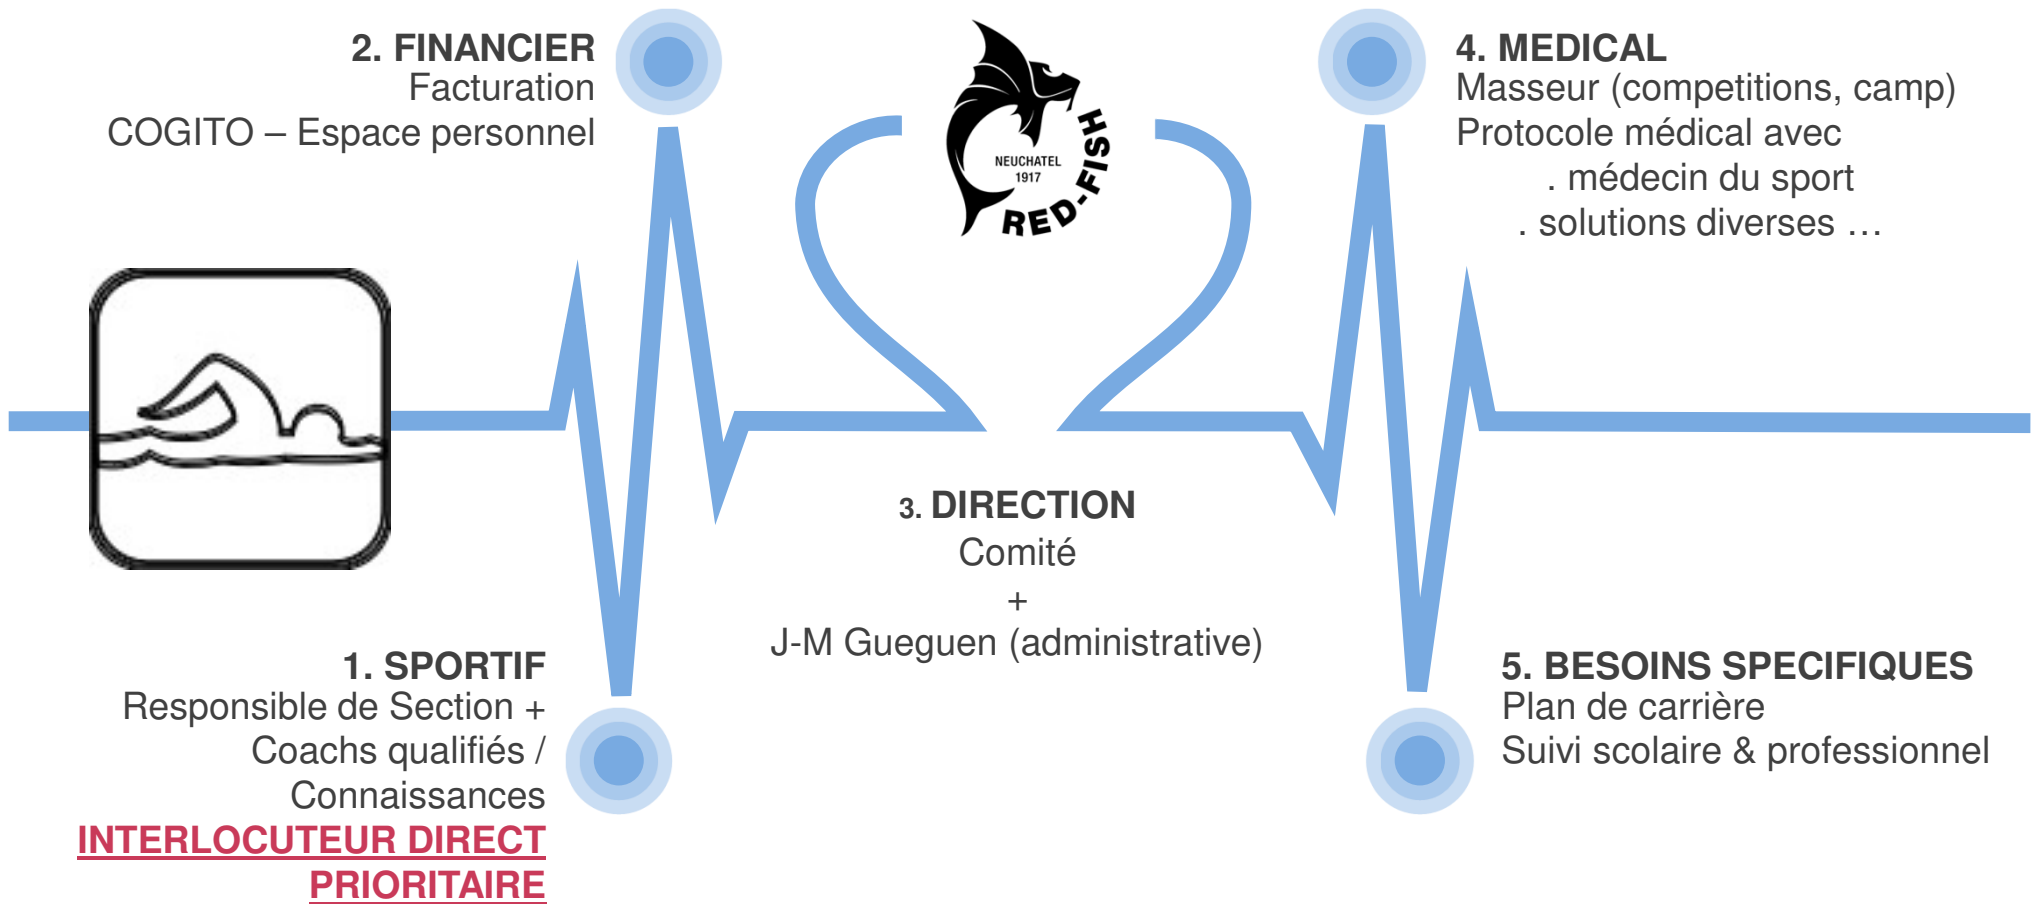 2. FINANCIER
Facturation
COGITO – Espace personnel
NEUCHATEL
1917
RED-FISH
4. MEDICAL
Masseur (competitions, camp)
Protocole médical avec
. médecin du sport
. solutions diverses …
3. DIRECTION
Comité
+
J-M Gueguen (administrative)
1. SPORTIF
Responsible de Section +
Coachs qualifiés /
Connaissances
INTERLOCUTEUR DIRECT
PRIORITAIRE
5. BESOINS SPECIFIQUES
Plan de carrière
Suivi scolaire & professionnel